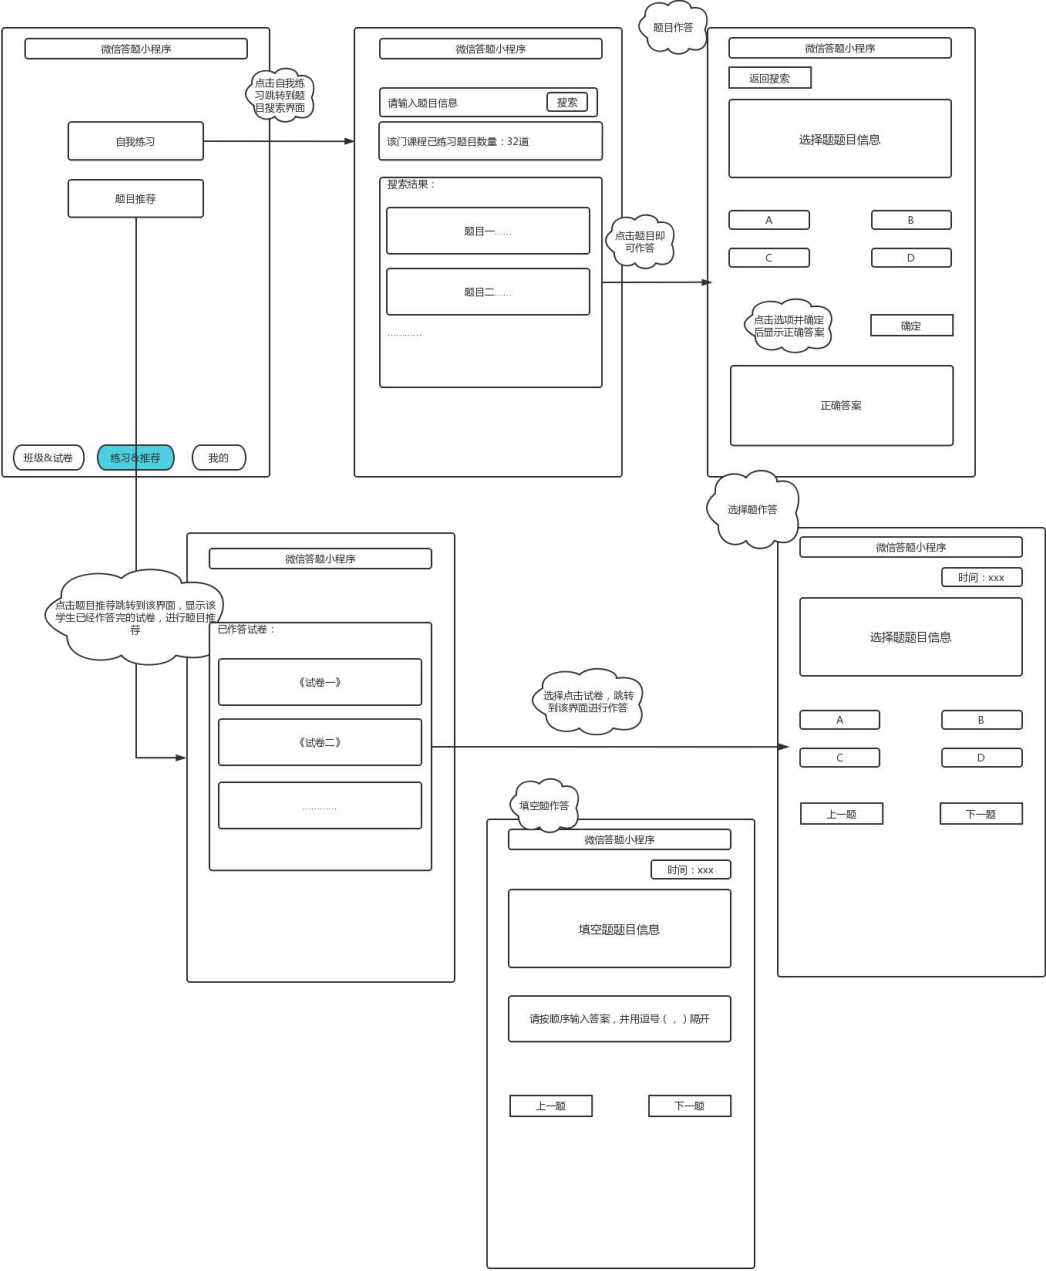 微信答题小程序
点击自我练
习跳转到题
目搜索界面
自我练习
题目推荐
班级&试卷
练习&推荐
我的
微信答题小程序
请输入题目信息
搜索
该门课程已练习题目数量：32道
搜索结果：
题目一......
题目二......
............
点击题目即
可作答
题目作答
微信答题小程序
返回搜索
选择题题目信息
A
B
C
D
点击选项并确定
后显示正确答案
确定
正确答案
点击题目推荐跳转到该界面，显示该
学生已经作答完的试卷，进行题目推
荐
微信答题小程序
已作答试卷：
《试卷一》
《试卷二》
............
选择点击试卷，跳转
到该界面进行作答
选择题作答
微信答题小程序
时间：xxx
选择题题目信息
A
B
C
D
上一题
下一题
填空题作答
微信答题小程序
时间：xxx
填空题题目信息
请按顺序输入答案，并用逗号（，）隔开
上一题
下一题